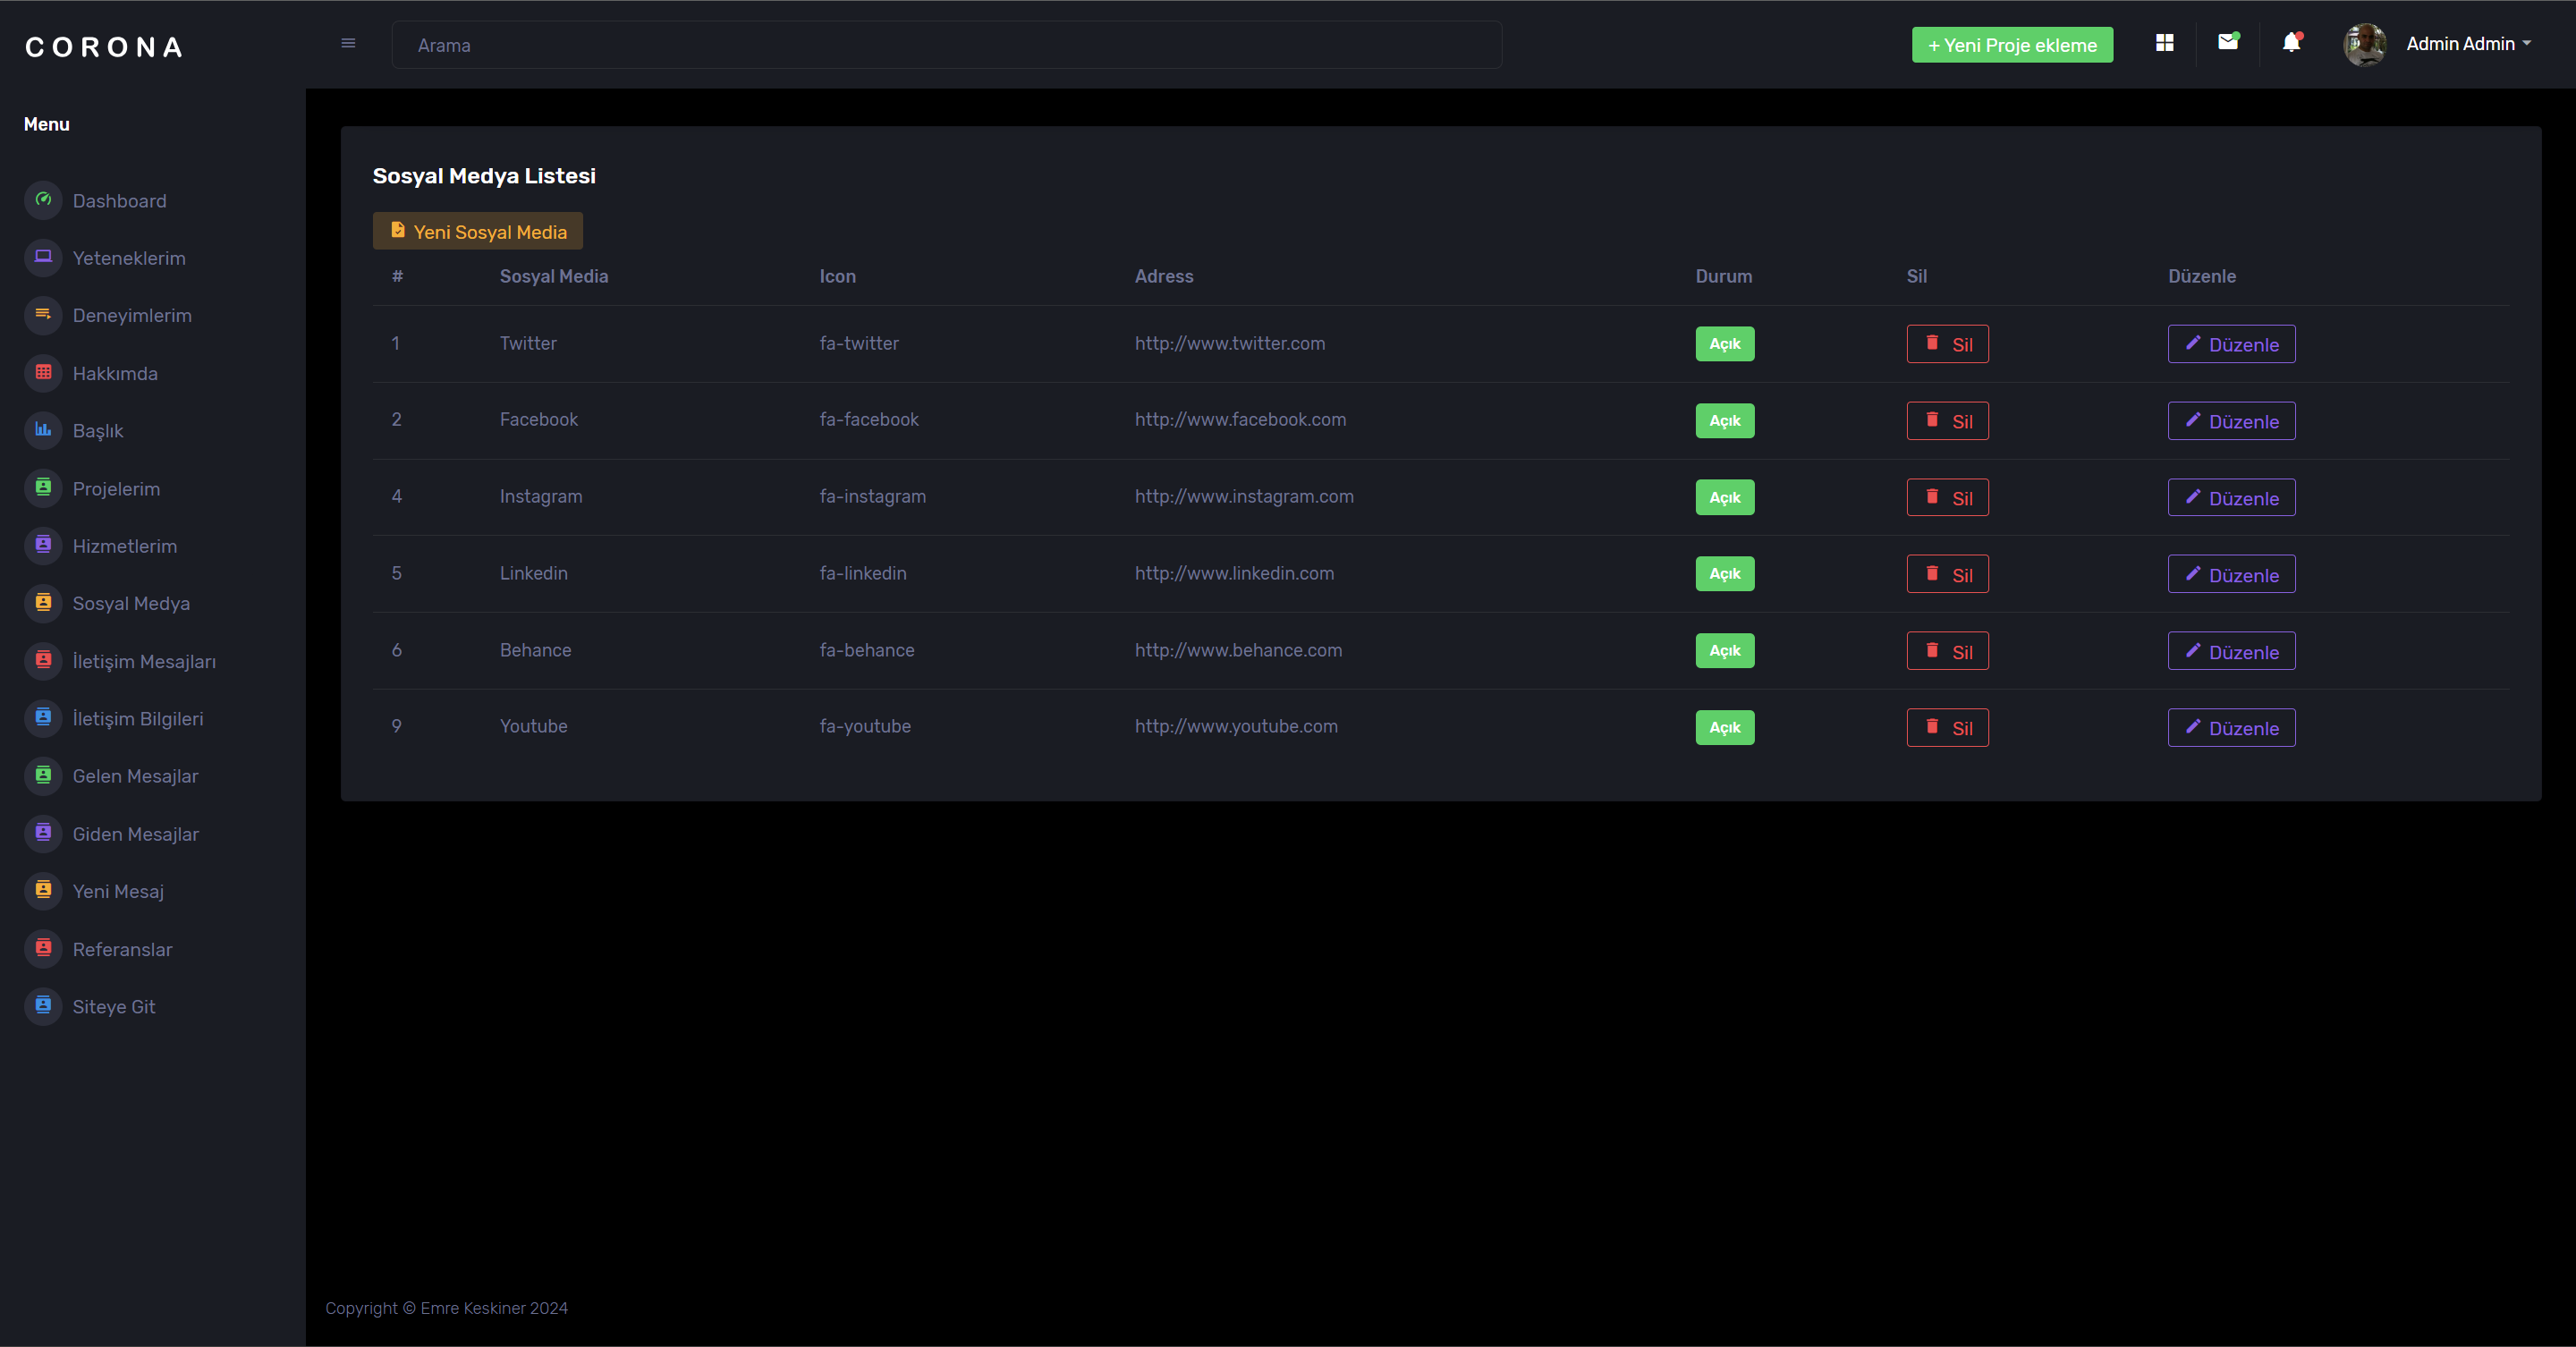 CORONA
Arama
+ Yeni Proje ekleme
Admin Admin
Menu
Dashboard
Yeteneklerim
Deneyimlerim
Hakkımda
Başlık
Projelerim
Hizmetlerim
Sosyal Medya
İletişim Mesajları
İletişim Bilgileri
Gelen Mesajlar
Giden Mesajlar
Yeni Mesaj
Referanslar
Siteye Git
Sosyal Medya Listesi
Yeni Sosyal Media
# Sosyal Media Icon Adress Durum Sil Düzenle
1 Twitter fa-twitter http://www.twitter.com Açık Sil Düzenle
2 Facebook fa-facebook http://www.facebook.com Açık Sil Düzenle
4 Instagram fa-instagram http://www.instagram.com Açık Sil Düzenle
5 Linkedin fa-linkedin http://www.linkedin.com Açık Sil Düzenle
6 Behance fa-behance http://www.behance.com Açık Sil Düzenle
9 Youtube fa-youtube http://www.youtube.com Açık Sil Düzenle
Copyright © Emre Keskiner 2024